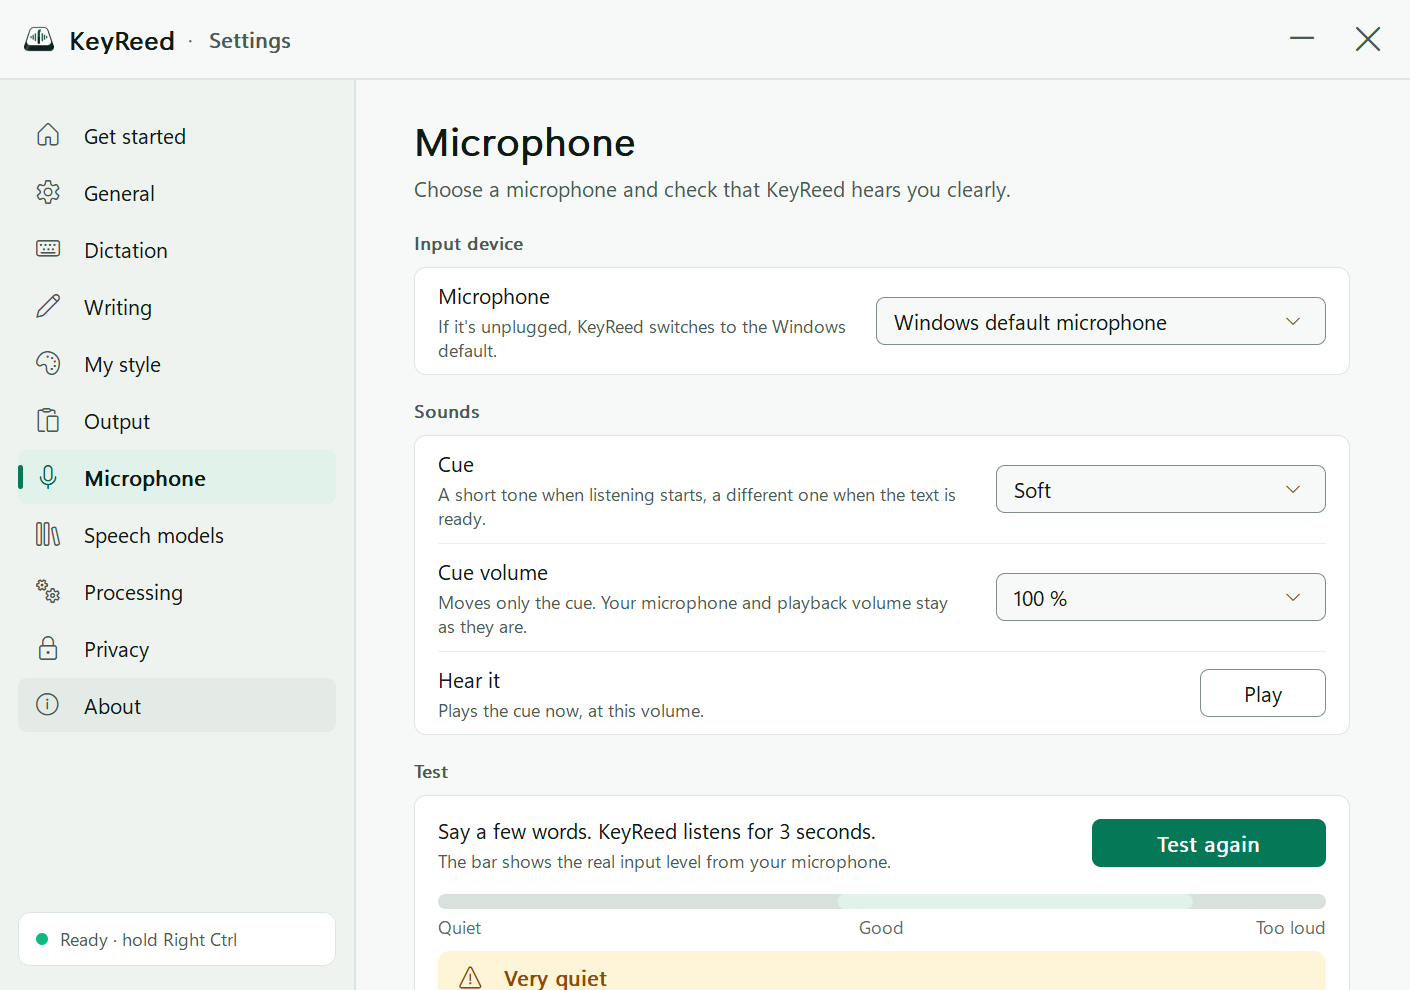 KeyReed · Settings
Get started
General
Dictation
Writing
My style
Output
Microphone
Speech models
Processing
Privacy
About
Ready · hold Right Ctrl
Microphone
Choose a microphone and check that KeyReed hears you clearly.
Input device
Microphone
If it's unplugged, KeyReed switches to the Windows
default.
Windows default microphone
Sounds
Cue
A short tone when listening starts, a different one when the text is
ready.
Soft
Cue volume
Moves only the cue. Your microphone and playback volume stay
as they are.
100 %
Hear it
Plays the cue now, at this volume.
Play
Test
Say a few words. KeyReed listens for 3 seconds.
The bar shows the real input level from your microphone.
Test again
Quiet
Good
Too loud
Very quiet